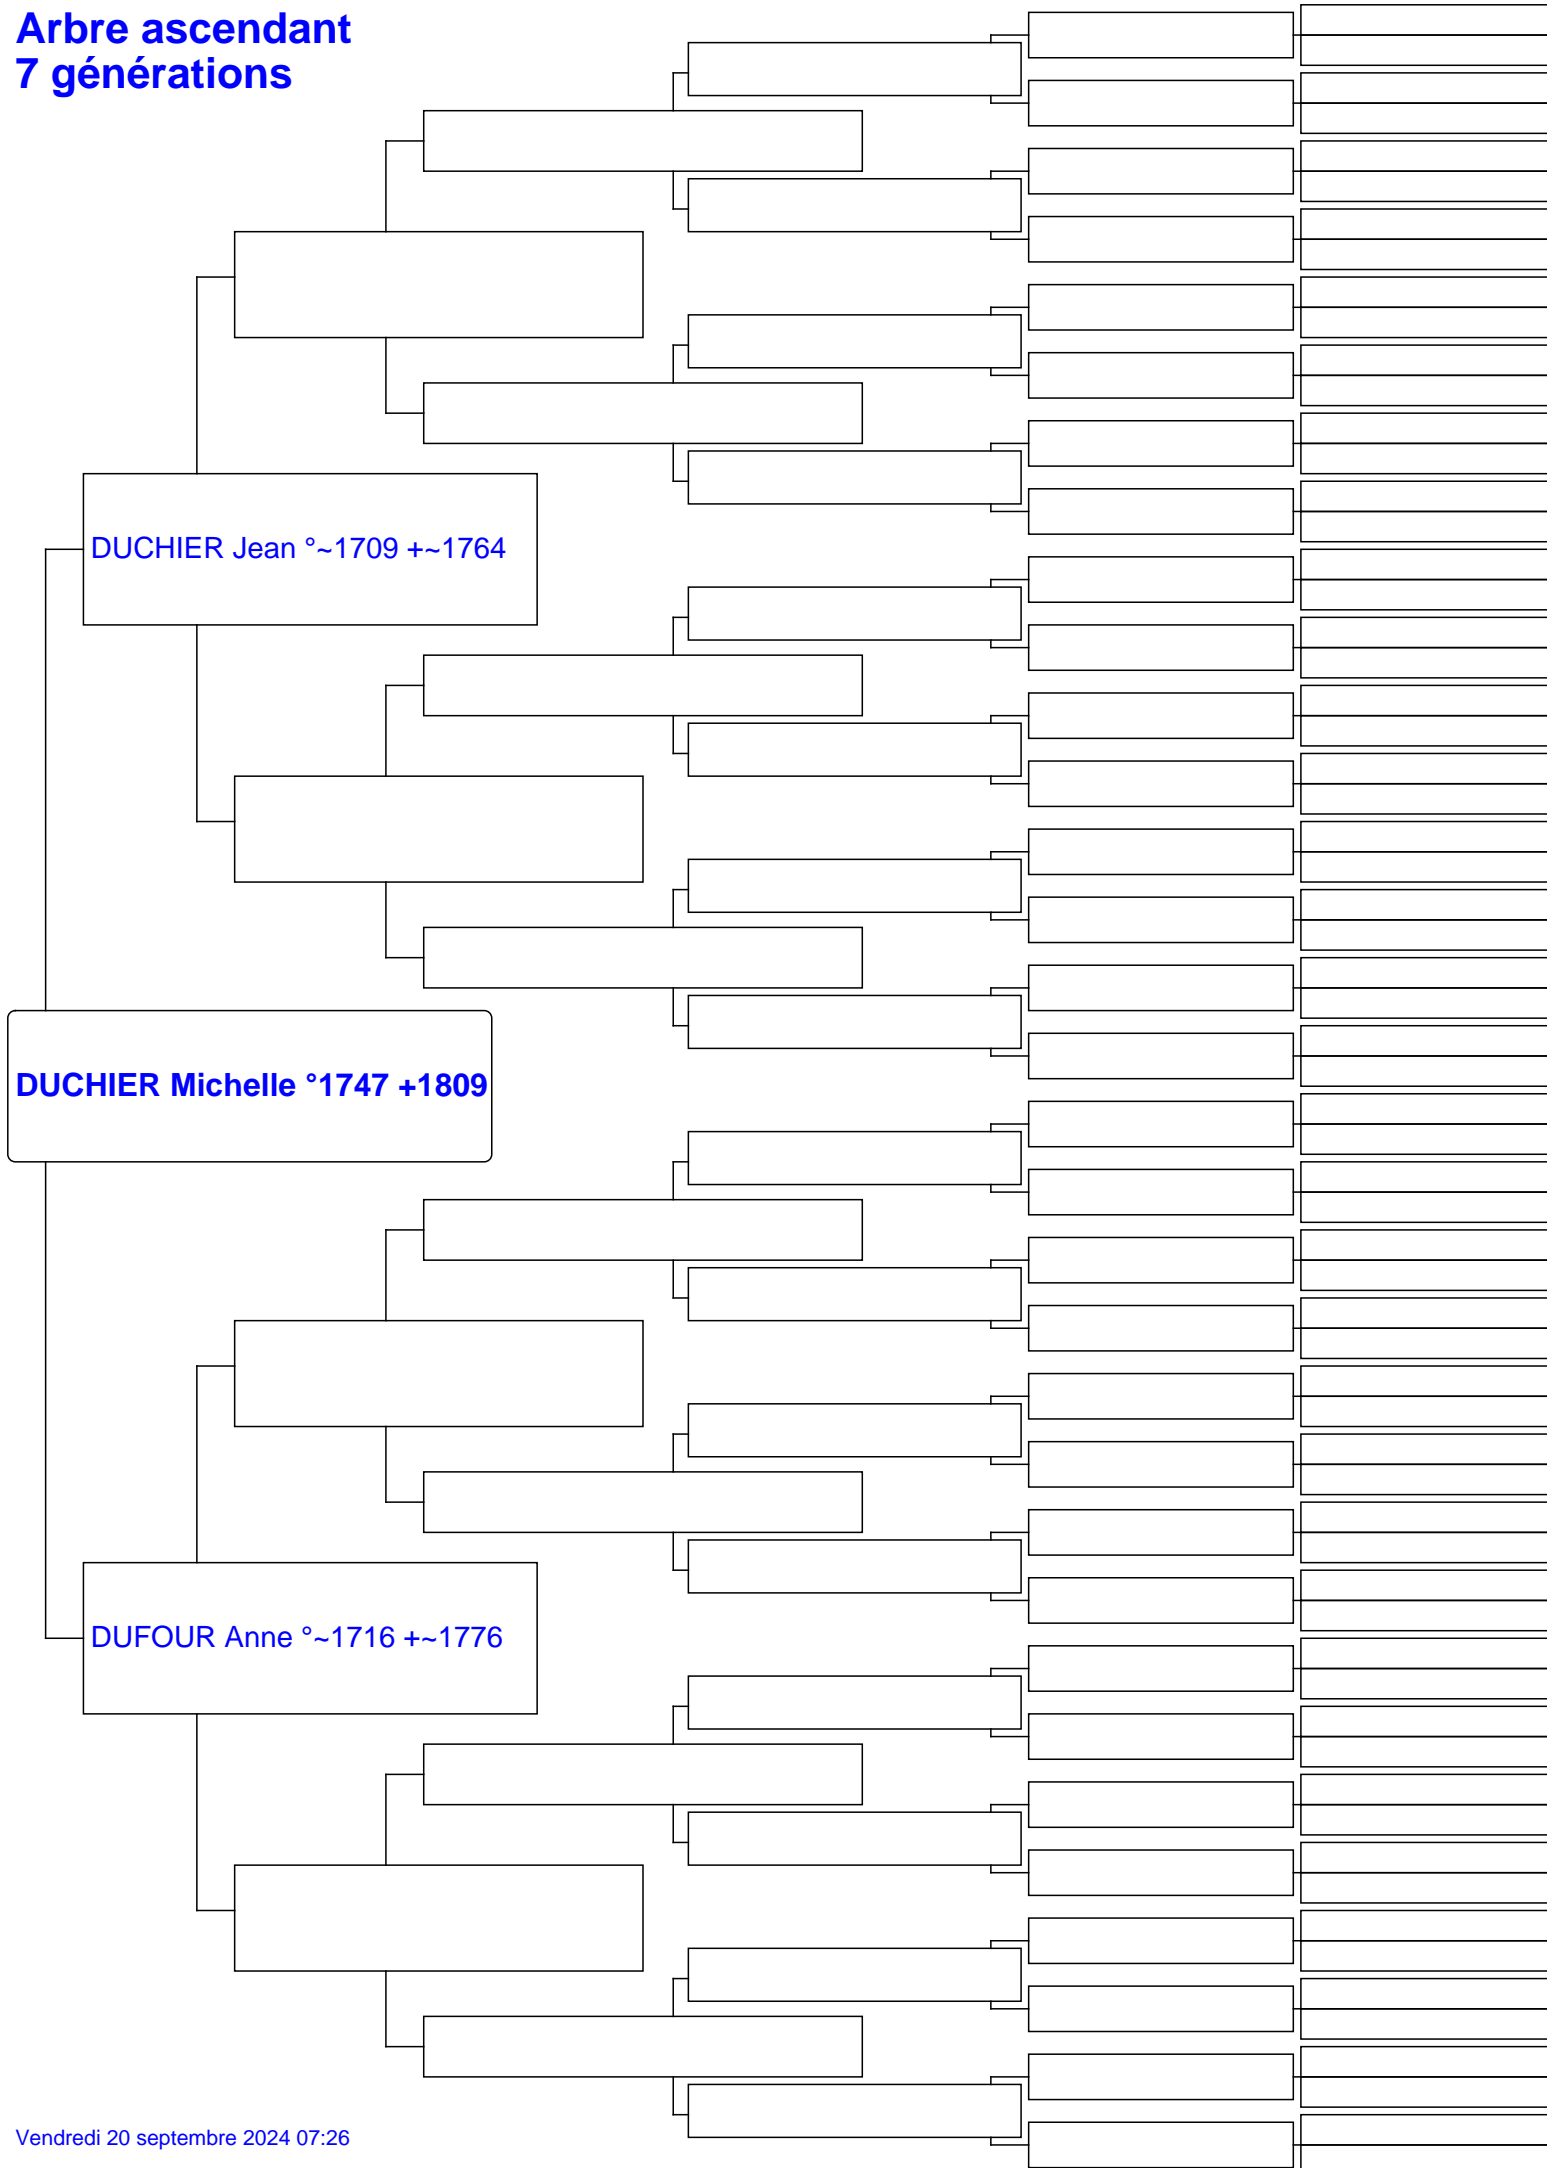 Arbre ascendant
7 générations
DUCHIER Jean °~1709 +~1764
DUCHIER Michelle °1747 +1809
DUFOUR Anne °~1716 +~1776
Vendredi 20 septembre 2024 07:26